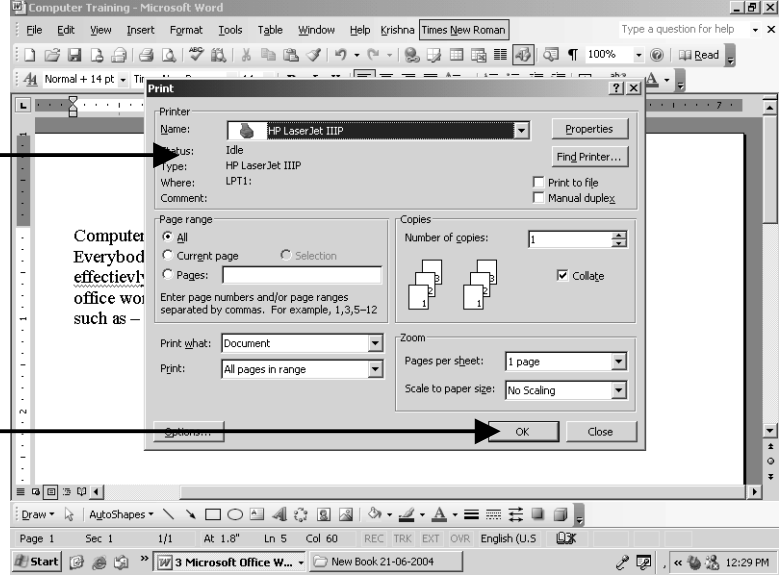 Computer Training - Microsoft Word
File Edit View Insert Format Tools Table Window Help Krishna Times New Roman Type a question for help
100% Read
Normal + 14 pt
Print
Printer
Name: HP LaserJet IIIP Properties
Status: Idle Find Printer...
Type: HP LaserJet IIIP
Where: LPT1: Print to file
Comment: Manual duplex
Page range Copies
All Number of copies: 1
Current page Selection
Pages: Collate
Enter page numbers and/or page ranges
separated by commas. For example, 1,3,5–12
Print what: Document
Print: All pages in range
Zoom
Pages per sheet: 1 page
Scale to paper size: No Scaling
Options... OK Close
Computer
Everybod
effectievly
office wo
such as –
Draw AutoShapes
Page 1 Sec 1 1/1 At 1.8" Ln 5 Col 60 REC TRK EXT OVR English (U.S
Start 3 Microsoft Office W... New Book 21-06-2004 12:29 PM